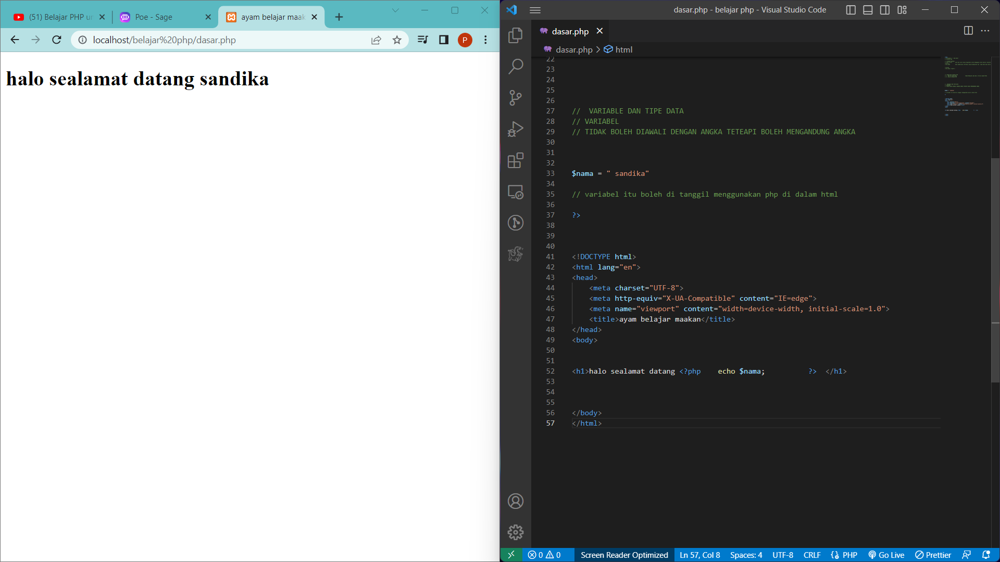 (51) Belajar PHP un
Poe - Sage
ayam belajar maak
localhost/belajar%20php/dasar.php
P
halo sealamat datang sandika
dasar.php - belajar php - Visual Studio Code
dasar.php
dasar.php > html
22
23
24
25
26
27 //  VARIABLE DAN TIPE DATA
28 // VARIABEL
29 // TIDAK BOLEH DIAWALI DENGAN ANGKA TETEAPI BOLEH MENGANDUNG ANGKA
30
31
32
33 $nama = " sandika"
34
35 // variabel itu boleh di tanggil menggunakan php di dalam html
36
37 ?>
38
39
40
41 <!DOCTYPE html>
42 <html lang="en">
43 <head>
44     <meta charset="UTF-8">
45     <meta http-equiv="X-UA-Compatible" content="IE=edge">
46     <meta name="viewport" content="width=device-width, initial-scale=1.0">
47     <title>ayam belajar maakan</title>
48 </head>
49 <body>
50
51
52 <h1>halo sealamat datang <?php    echo $nama;          ?>  </h1>
53
54
55
56 </body>
57 </html>
0 0 Screen Reader Optimized Ln 57, Col 8 Spaces: 4 UTF-8 CRLF PHP Go Live Prettier